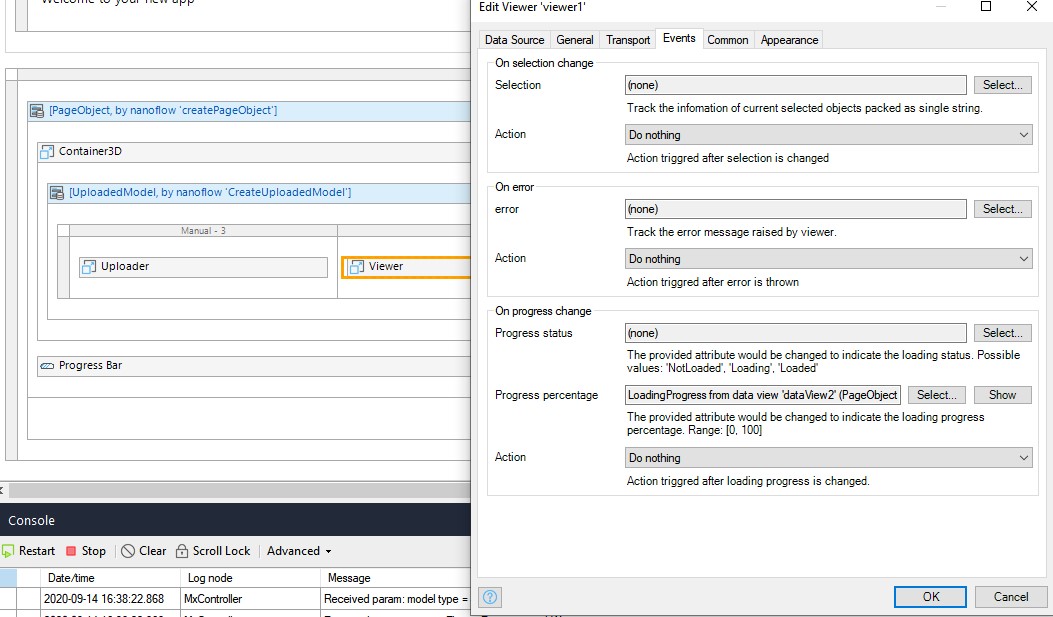 Welcome to your new app
[PageObject, by nanoflow 'createPageObject']
Container3D
[UploadedModel, by nanoflow 'CreateUploadedModel']
Manual - 3
Uploader
Viewer
Progress Bar
Console
Restart Stop Clear Scroll Lock Advanced
Date/time Log node Message
2020-09-14 16:38:22.868 MxController Received param: model type =
Edit Viewer 'viewer1'
Data Source General Transport Events Common Appearance
On selection change
Selection (none) Select...
Track the infomation of current selected objects packed as single string.
Action Do nothing
Action triggred after selection is changed
On error
error (none) Select...
Track the error message raised by viewer.
Action Do nothing
Action triggred after error is thrown
On progress change
Progress status (none) Select...
The provided attribute would be changed to indicate the loading status. Possible
values: 'NotLoaded', 'Loading', 'Loaded'
Progress percentage LoadingProgress from data view 'dataView2' (PageObject Select... Show
The provided attribute would be changed to indicate the loading progress
percentage. Range: [0, 100]
Action Do nothing
Action triggred after loading progress is changed.
OK Cancel